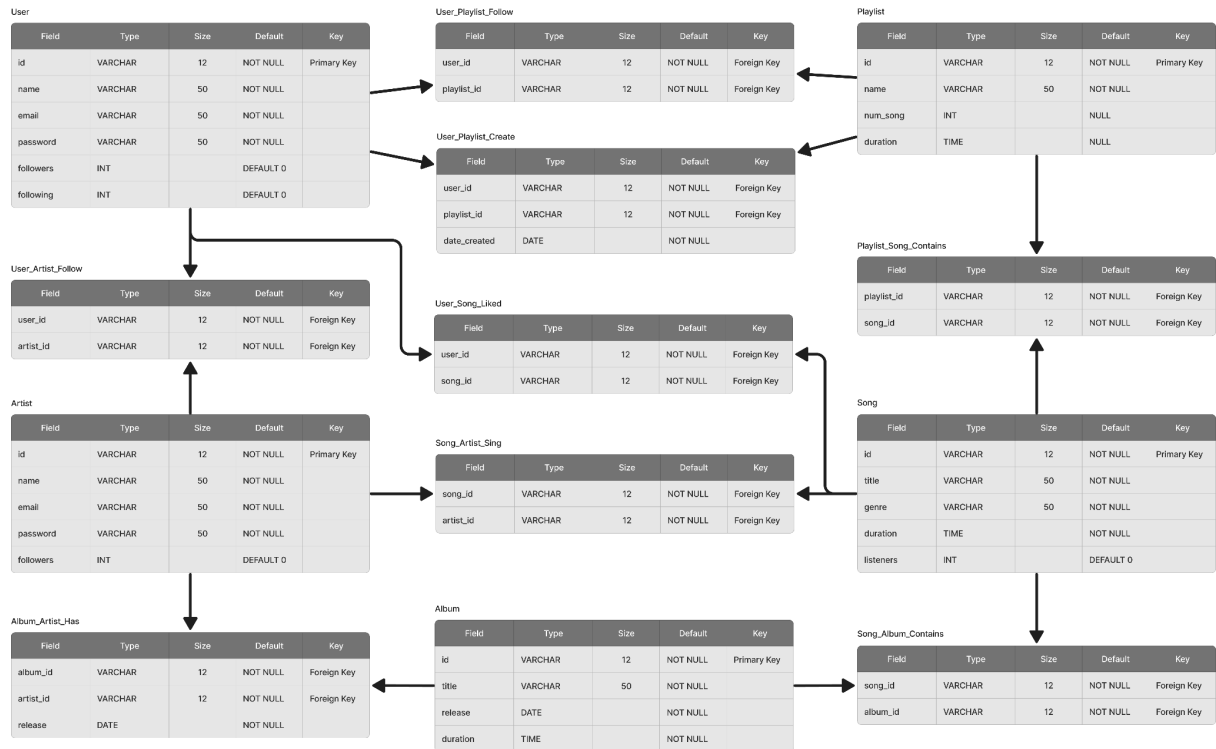 User
Field Type Size Default Key
id VARCHAR 12 NOT NULL Primary Key
name VARCHAR 50 NOT NULL
email VARCHAR 50 NOT NULL
password VARCHAR 50 NOT NULL
followers INT DEFAULT 0
following INT DEFAULT 0
User_Playlist_Follow
Field Type Size Default Key
user_id VARCHAR 12 NOT NULL Foreign Key
playlist_id VARCHAR 12 NOT NULL Foreign Key
Playlist
Field Type Size Default Key
id VARCHAR 12 NOT NULL Primary Key
name VARCHAR 50 NOT NULL
num_song INT NULL
duration TIME NULL
User_Playlist_Create
Field Type Size Default Key
user_id VARCHAR 12 NOT NULL Foreign Key
playlist_id VARCHAR 12 NOT NULL Foreign Key
date_created DATE NOT NULL
User_Artist_Follow
Field Type Size Default Key
user_id VARCHAR 12 NOT NULL Foreign Key
artist_id VARCHAR 12 NOT NULL Foreign Key
User_Song_Liked
Field Type Size Default Key
user_id VARCHAR 12 NOT NULL Foreign Key
song_id VARCHAR 12 NOT NULL Foreign Key
Playlist_Song_Contains
Field Type Size Default Key
playlist_id VARCHAR 12 NOT NULL Foreign Key
song_id VARCHAR 12 NOT NULL Foreign Key
Artist
Field Type Size Default Key
id VARCHAR 12 NOT NULL Primary Key
name VARCHAR 50 NOT NULL
email VARCHAR 50 NOT NULL
password VARCHAR 50 NOT NULL
followers INT DEFAULT 0
Song_Artist_Sing
Field Type Size Default Key
song_id VARCHAR 12 NOT NULL Foreign Key
artist_id VARCHAR 12 NOT NULL Foreign Key
Song
Field Type Size Default Key
id VARCHAR 12 NOT NULL Primary Key
title VARCHAR 50 NOT NULL
genre VARCHAR 50 NOT NULL
duration TIME NOT NULL
listeners INT DEFAULT 0
Album_Artist_Has
Field Type Size Default Key
album_id VARCHAR 12 NOT NULL Foreign Key
artist_id VARCHAR 12 NOT NULL Foreign Key
release DATE NOT NULL
Album
Field Type Size Default Key
id VARCHAR 12 NOT NULL Primary Key
title VARCHAR 50 NOT NULL
release DATE NOT NULL
duration TIME NOT NULL
Song_Album_Contains
Field Type Size Default Key
song_id VARCHAR 12 NOT NULL Foreign Key
album_id VARCHAR 12 NOT NULL Foreign Key